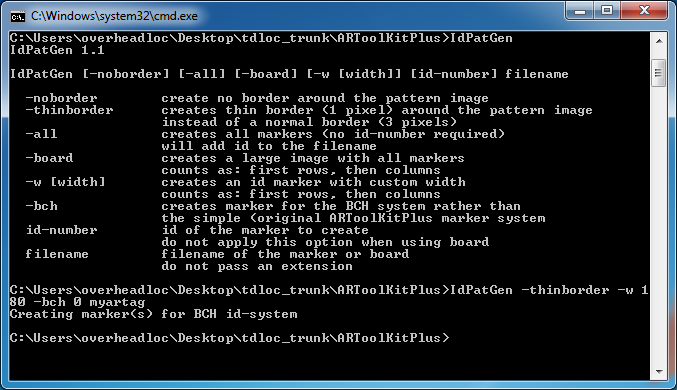 C:\Windows\system32\cmd.exe
C:\Users\overheadloc\Desktop\tdloc_trunk\ARToolKitPlus>IdPatGen
IdPatGen 1.1
IdPatGen [-noborder] [-all] [-board] [-w [width]] [id-number] filename
-noborder create no border around the pattern image
-thinborder creates thin border (1 pixel) around the pattern image
instead of a normal border (3 pixels)
-all creates all markers (no id-number required)
will add id to the filename
-board creates a large image with all markers
counts as: first rows, then columns
-w [width] creates an id marker with custom width
counts as: first rows, then columns
-bch creates marker for the BCH system rather than
the simple (original ARToolKitPlus marker system
id-number id of the marker to create
do not apply this option when using board
filename filename of the marker or board
do not pass an extension
C:\Users\overheadloc\Desktop\tdloc_trunk\ARToolKitPlus>IdPatGen -thinborder -w 1
80 -bch 0 myartag
Creating marker(s) for BCH id-system
C:\Users\overheadloc\Desktop\tdloc_trunk\ARToolKitPlus>